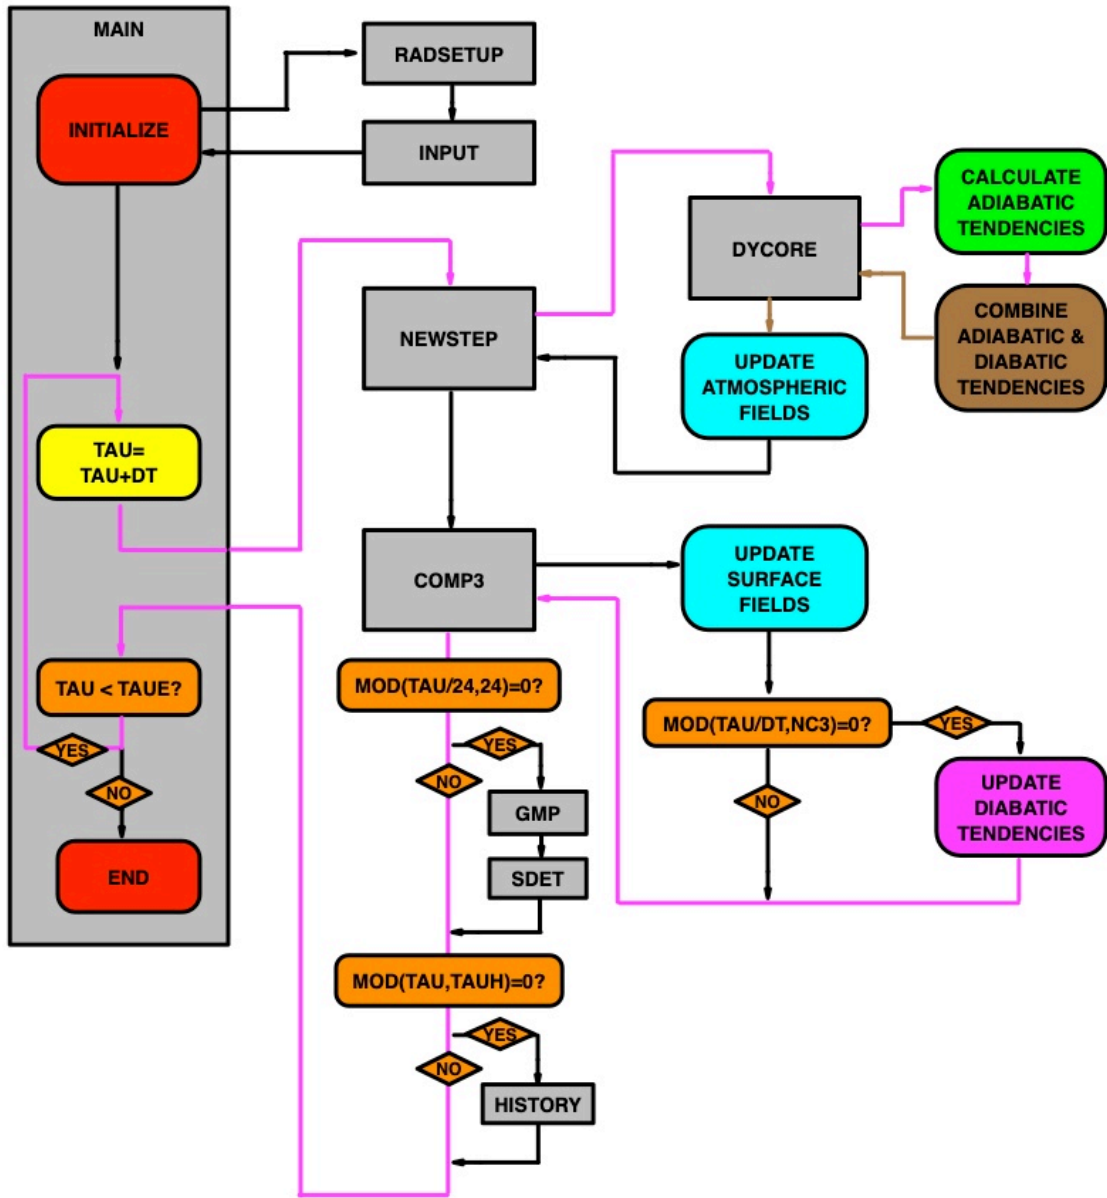 MAIN
INITIALIZE
RADSETUP
INPUT
TAU=
TAU+DT
NEWSTEP
DYCORE
CALCULATE
ADIABATIC
TENDENCIES
COMBINE
ADIABATIC &
DIABATIC
TENDENCIES
UPDATE
ATMOSPHERIC
FIELDS
COMP3
UPDATE
SURFACE
FIELDS
MOD(TAU/DT,NC3)=0?
YES
NO
UPDATE
DIABATIC
TENDENCIES
MOD(TAU/24,24)=0?
YES
NO
GMP
SDET
MOD(TAU,TAUH)=0?
YES
NO
HISTORY
TAU < TAUE?
YES
NO
END